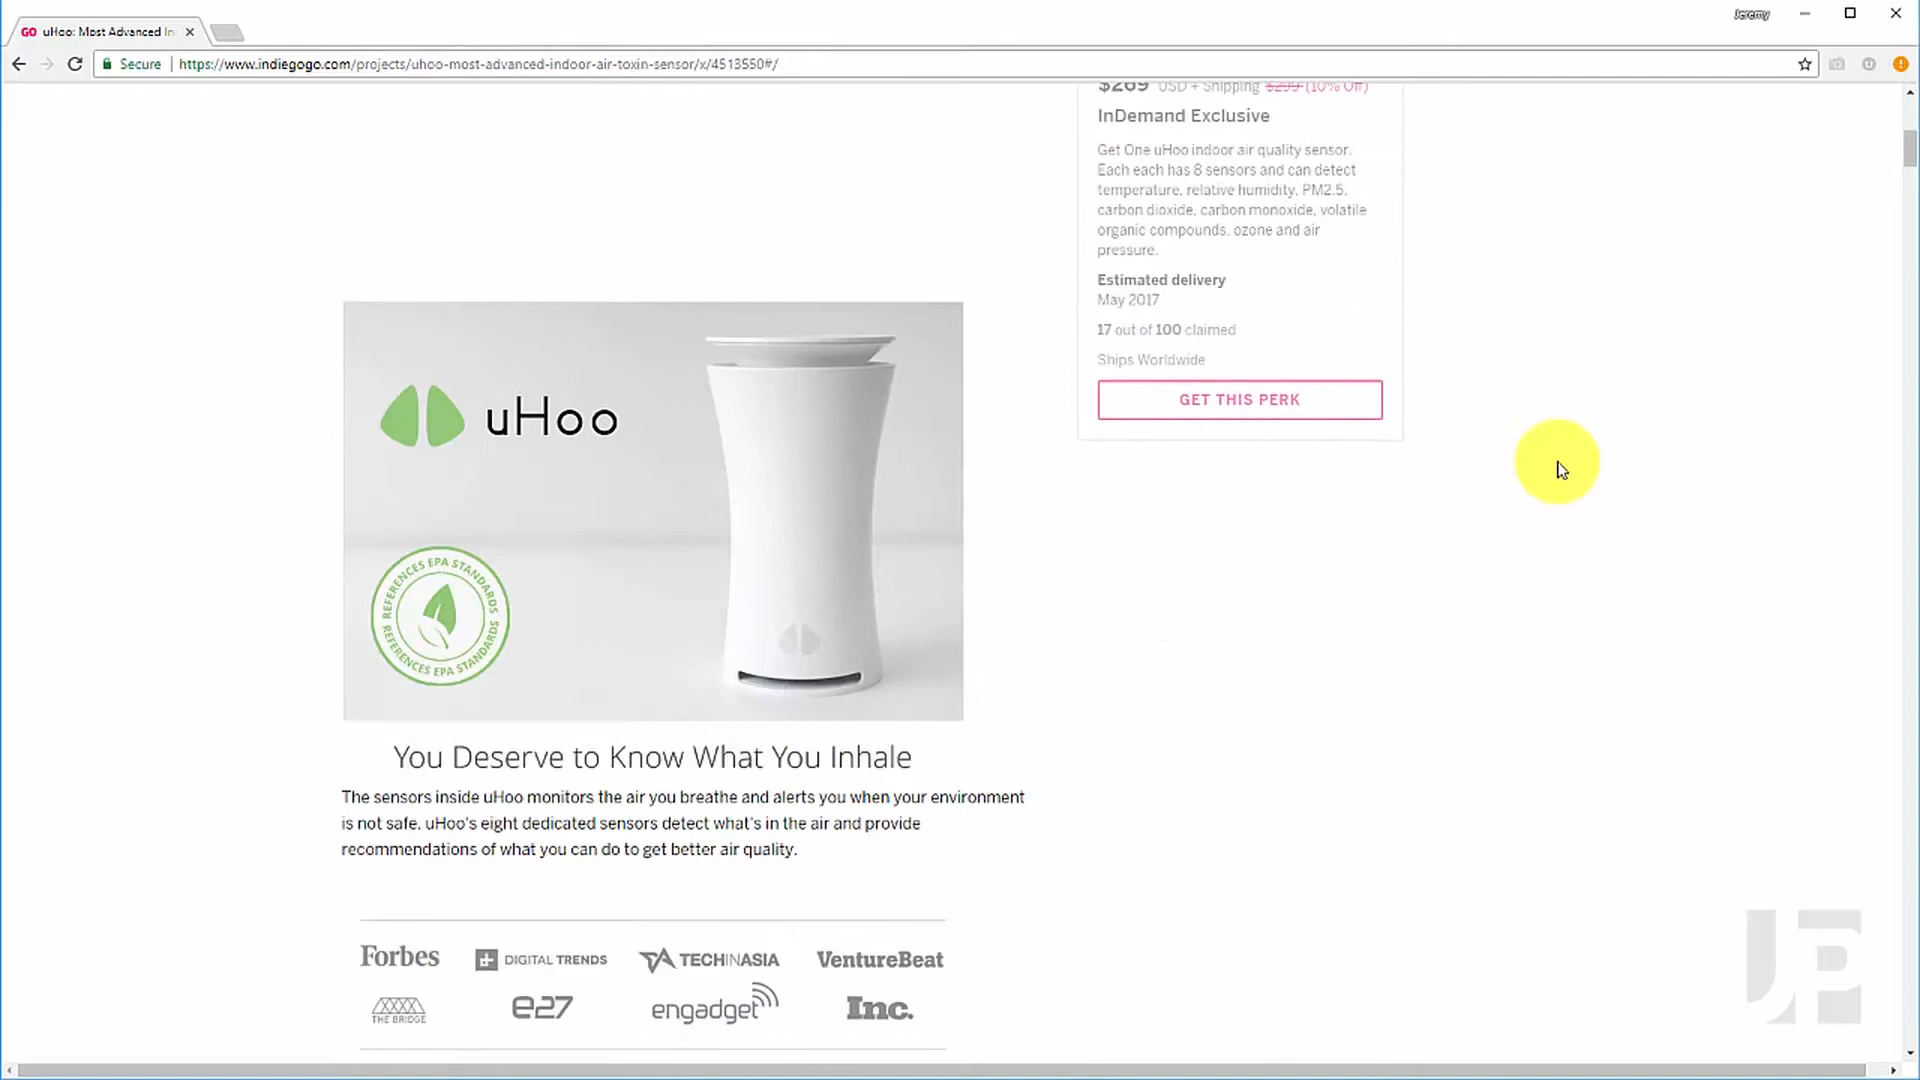 Jeremy
GO uHoo: Most Advanced In
Secure https://www.indiegogo.com/projects/uhoo-most-advanced-indoor-air-toxin-sensor/x/4513550#/
$269 USD + Shipping $299 (10% Off)
InDemand Exclusive
Get One uHoo indoor air quality sensor.
Each each has 8 sensors and can detect
temperature, relative humidity, PM2.5,
carbon dioxide, carbon monoxide, volatile
organic compounds, ozone and air
pressure.
Estimated delivery
May 2017
17 out of 100 claimed
Ships Worldwide
GET THIS PERK
uHoo
REFERENCES EPA STANDARDS
REFERENCES EPA STANDARDS
You Deserve to Know What You Inhale
The sensors inside uHoo monitors the air you breathe and alerts you when your environment
is not safe. uHoo's eight dedicated sensors detect what's in the air and provide
recommendations of what you can do to get better air quality.
Forbes DIGITAL TRENDS TECHINASIA VentureBeat
THE BRIDGE e27 engadget Inc.
JP